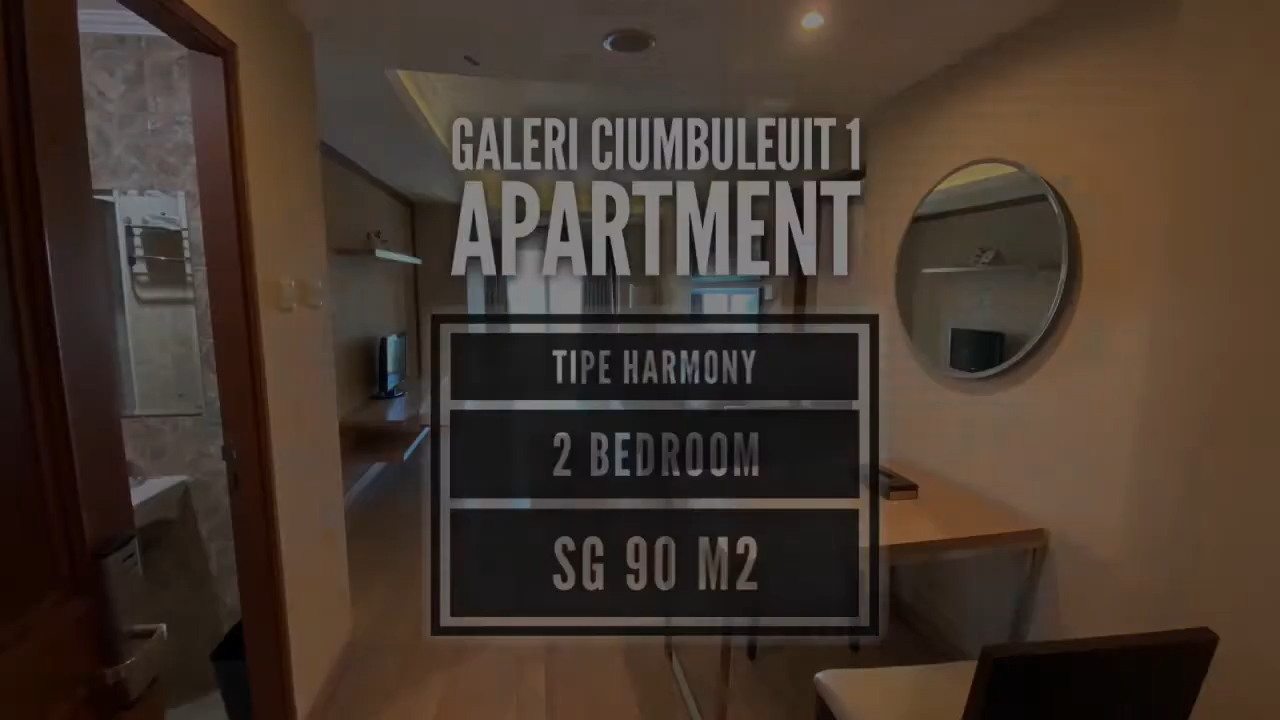 GALERI CIUMBULEUIT 1
APARTMENT
TIPE HARMONY
2 BEDROOM
SG 90 M2